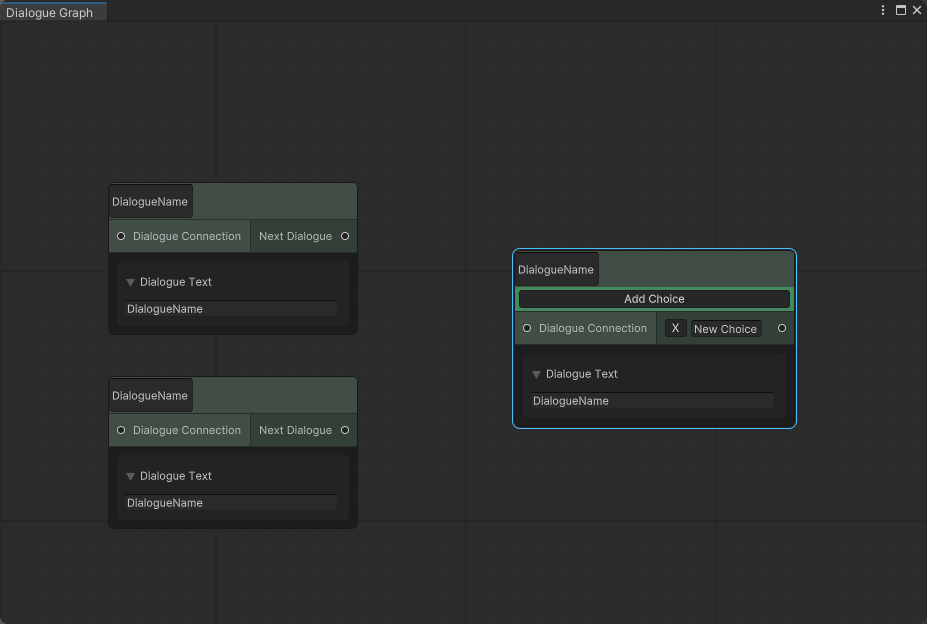 Dialogue Graph
DialogueName
Dialogue Connection Next Dialogue
Dialogue Text
DialogueName
DialogueName
Add Choice
Dialogue Connection X New Choice
Dialogue Text
DialogueName
DialogueName
Dialogue Connection Next Dialogue
Dialogue Text
DialogueName